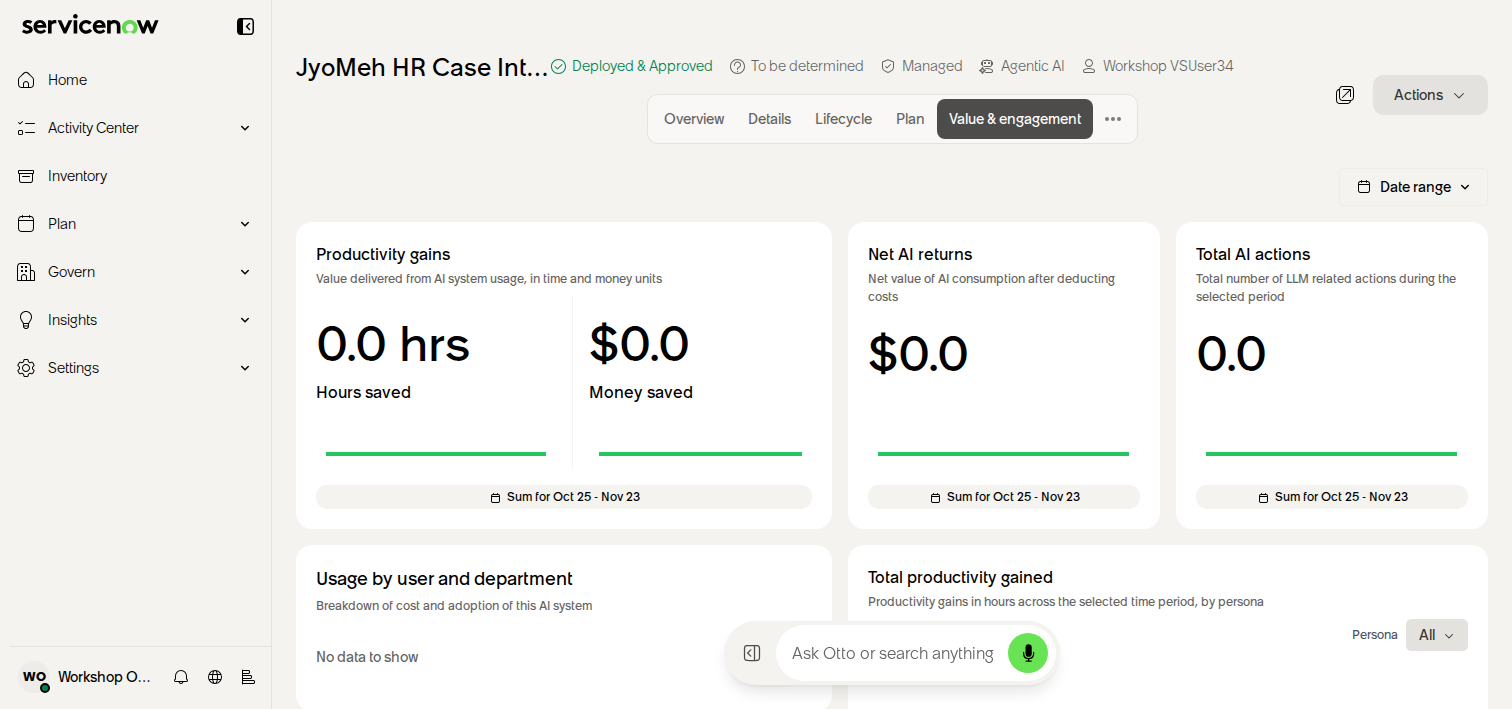 servicenow
Home
Activity Center
Inventory
Plan
Govern
Insights
Settings
WO Workshop O...
JyoMeh HR Case Int... Deployed & Approved To be determined Managed Agentic AI Workshop VSUser34
Actions
Overview Details Lifecycle Plan Value & engagement
Date range
Productivity gains
Value delivered from AI system usage, in time and money units
0.0 hrs
Hours saved
$0.0
Money saved
Sum for Oct 25 - Nov 23
Net AI returns
Net value of AI consumption after deducting
costs
$0.0
Sum for Oct 25 - Nov 23
Total AI actions
Total number of LLM related actions during the
selected period
0.0
Sum for Oct 25 - Nov 23
Usage by user and department
Breakdown of cost and adoption of this AI system
No data to show
Total productivity gained
Productivity gains in hours across the selected time period, by persona
Persona All
Ask Otto or search anything